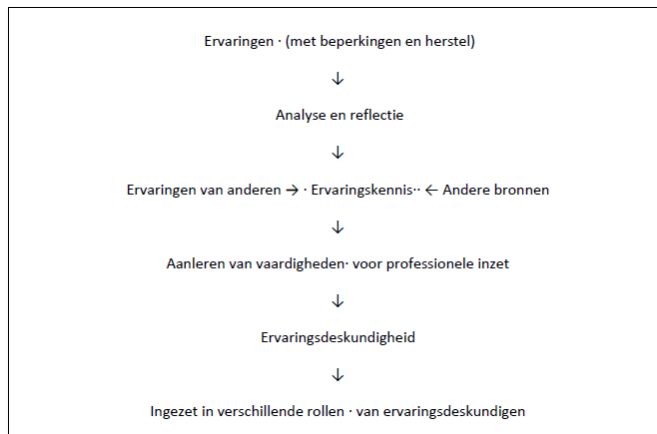 Ervaringen · (met beperkingen en herstel)
↓
Analyse en reflectie
↓
Ervaringen van anderen → · Ervaringskennis·· ← Andere bronnen
↓
Aanleren van vaardigheden· voor professionele inzet
↓
Ervaringsdeskundigheid
↓
Ingezet in verschillende rollen · van ervaringsdeskundigen